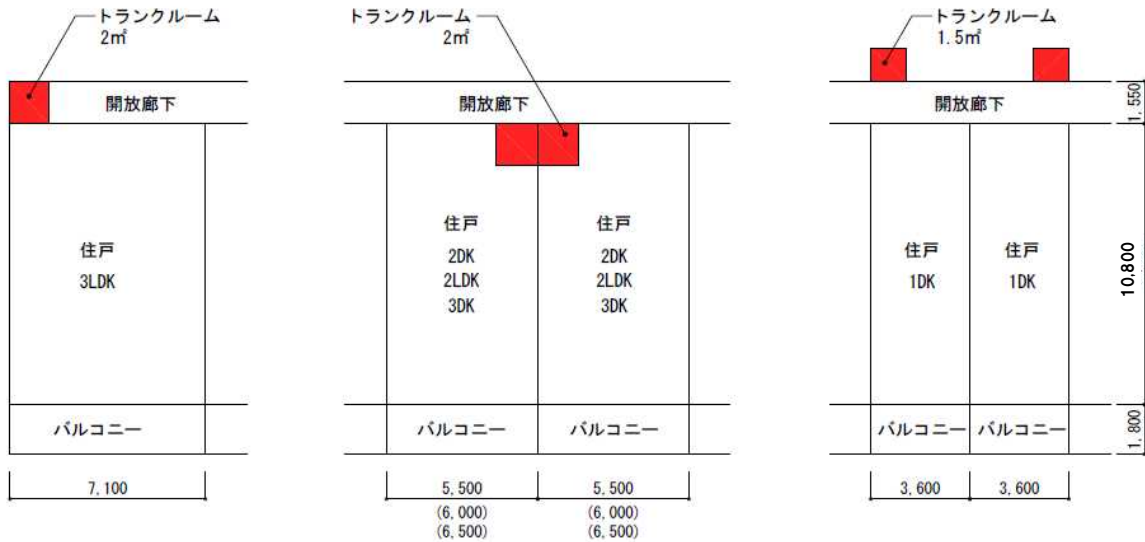 トランクルーム
2㎡
開放廊下
住戸
3LDK
バルコニー
7,100
トランクルーム
2㎡
開放廊下
住戸
2DK
2LDK
3DK
住戸
2DK
2LDK
3DK
バルコニー
バルコニー
5,500
(6,000)
(6,500)
5,500
(6,000)
(6,500)
トランクルーム
1.5㎡
開放廊下
住戸
1DK
住戸
1DK
バルコニー
バルコニー
3,600
3,600
1,550
10,800
1,800